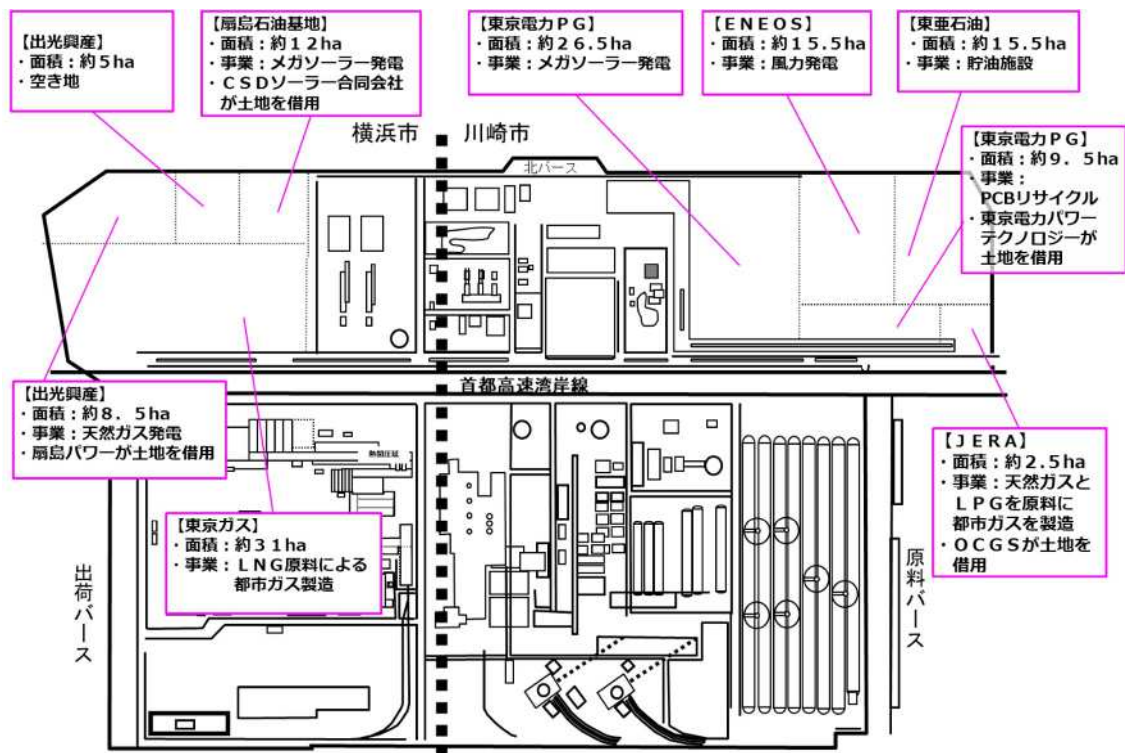 【出光興産】
・面積：約５ha
・空き地
【扇島石油基地】
・面積：約１２ha
・事業：メガソーラー発電
・ＣＳＤソーラー合同会社
が土地を借用
【東京電力ＰＧ】
・面積：約２６.５ha
・事業：メガソーラー発電
【ＥＮＥＯＳ】
・面積：約１５.５ha
・事業：風力発電
【東亜石油】
・面積：約１５.５ha
・事業：貯油施設
横浜市
川崎市
【東京電力ＰＧ】
・面積：約９．５ha
・事業：
PCBリサイクル
・東京電力パワー
テクノロジーが
土地を借用
北バース
首都高速湾岸線
【出光興産】
・面積：約８．５ha
・事業：天然ガス発電
・扇島パワーが土地を借用
熱間圧延
【東京ガス】
・面積：約３１ha
・事業：ＬＮＧ原料による
都市ガス製造
【ＪＥＲＡ】
・面積：約２.５ha
・事業：天然ガスと
ＬＰＧを原料に
都市ガスを製造
・ＯＣＧＳが土地を
借用
出荷バース
原料バース